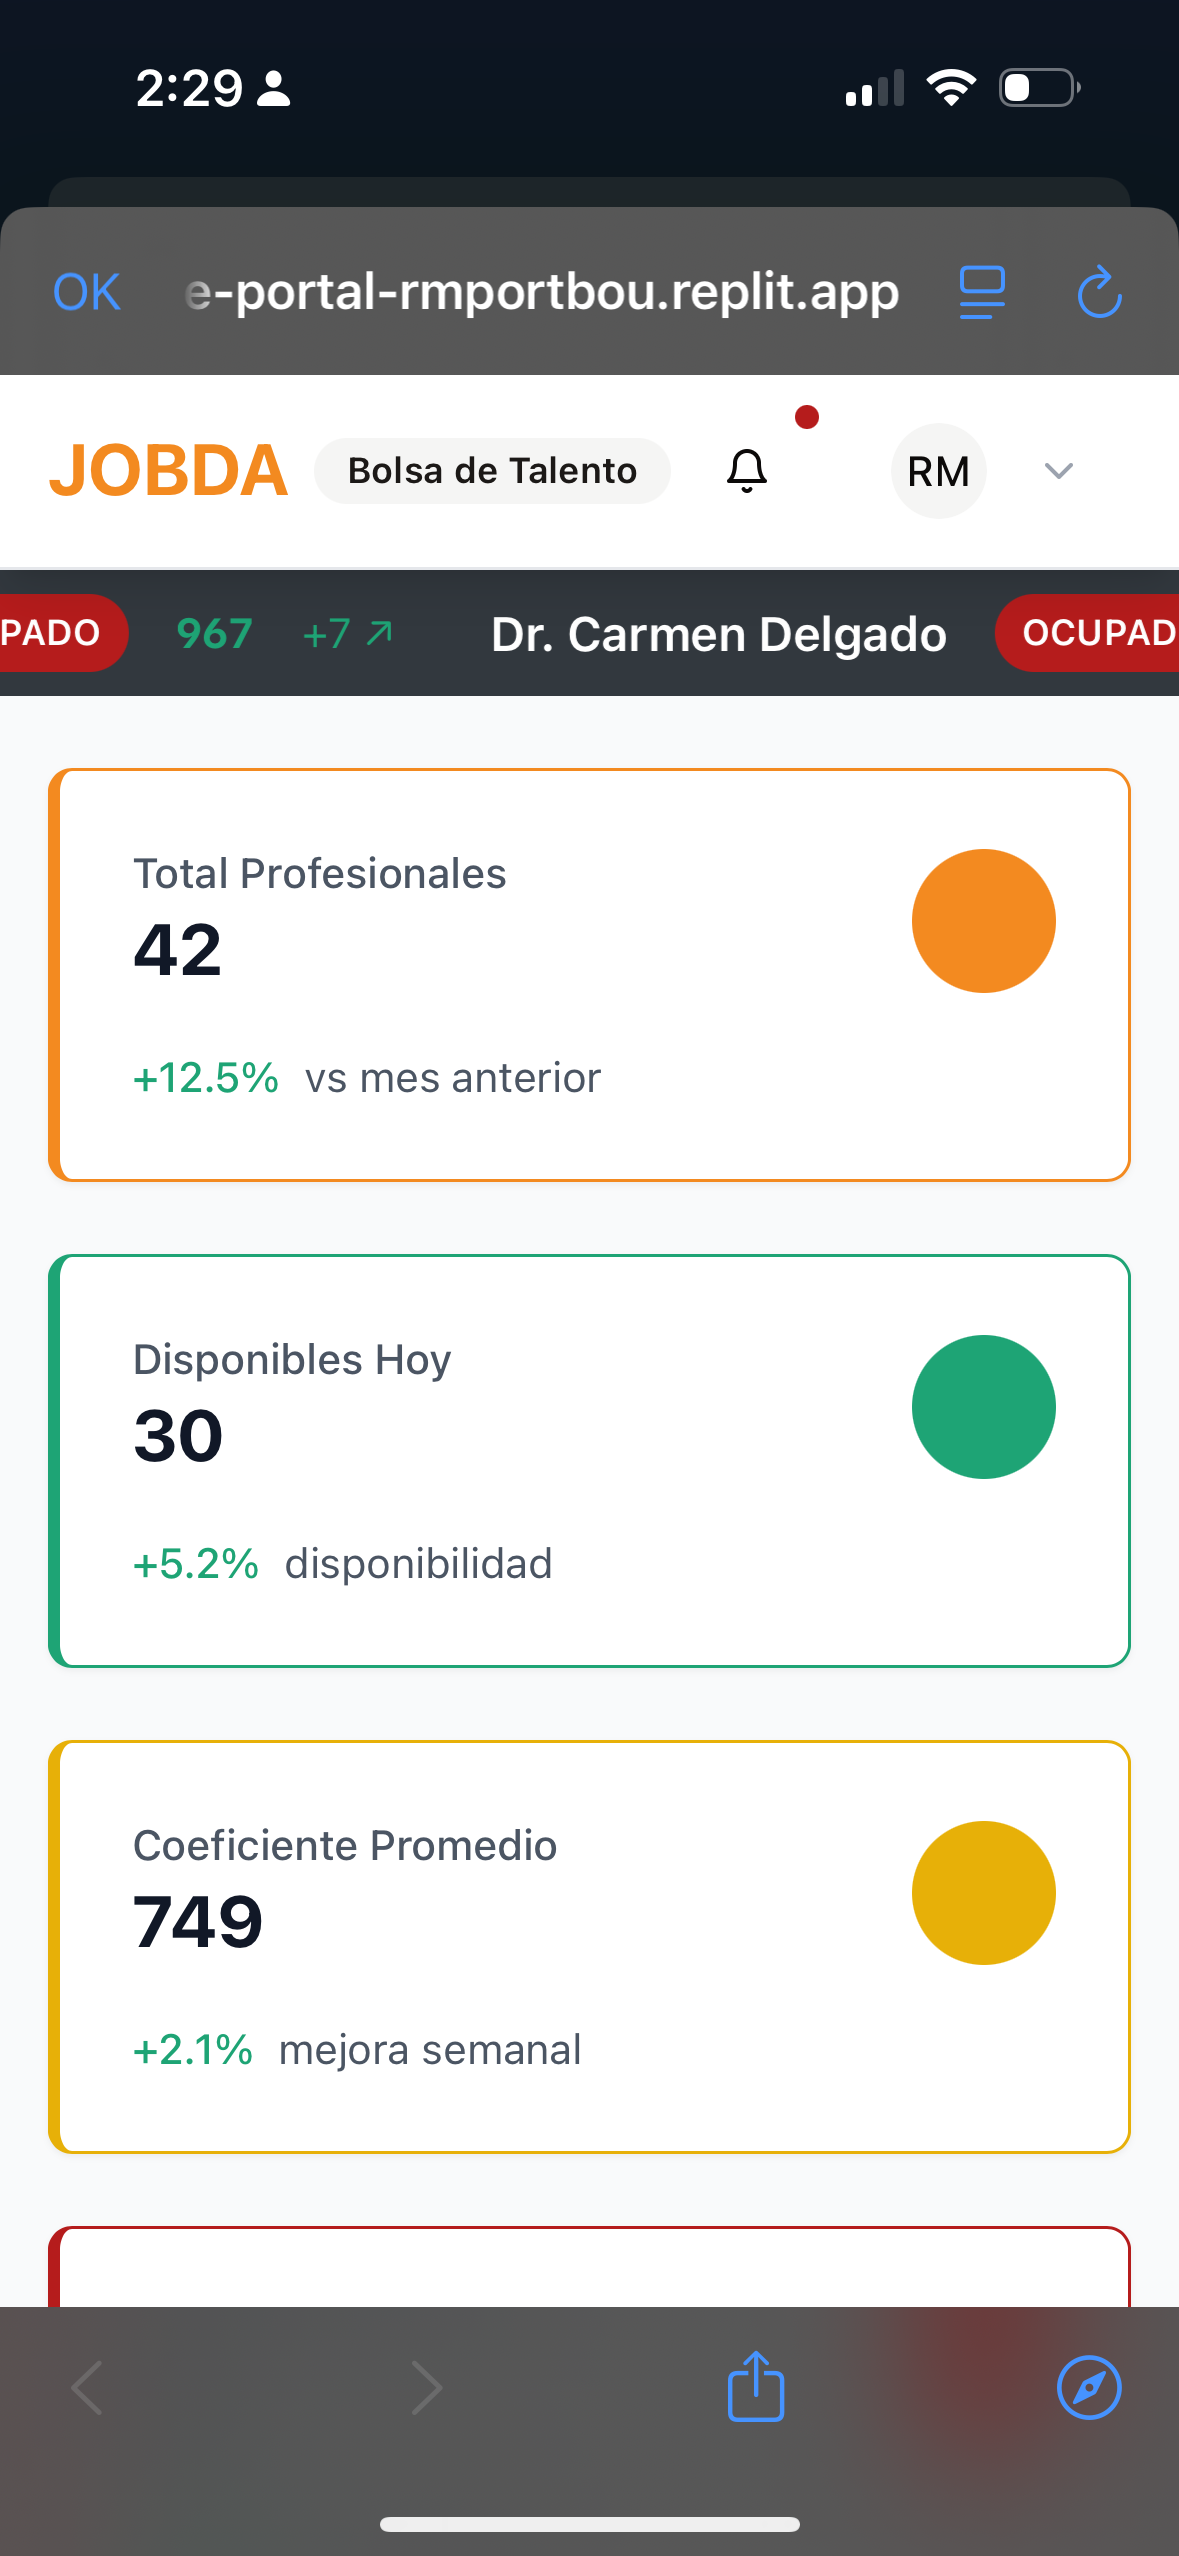 2:29
OK
e-portal-rmportbou.replit.app
JOBDA
Bolsa de Talento
RM
PADO 967 +7 Dr. Carmen Delgado OCUPAD
Total Profesionales
42
+12.5% vs mes anterior
Disponibles Hoy
30
+5.2% disponibilidad
Coeficiente Promedio
749
+2.1% mejora semanal